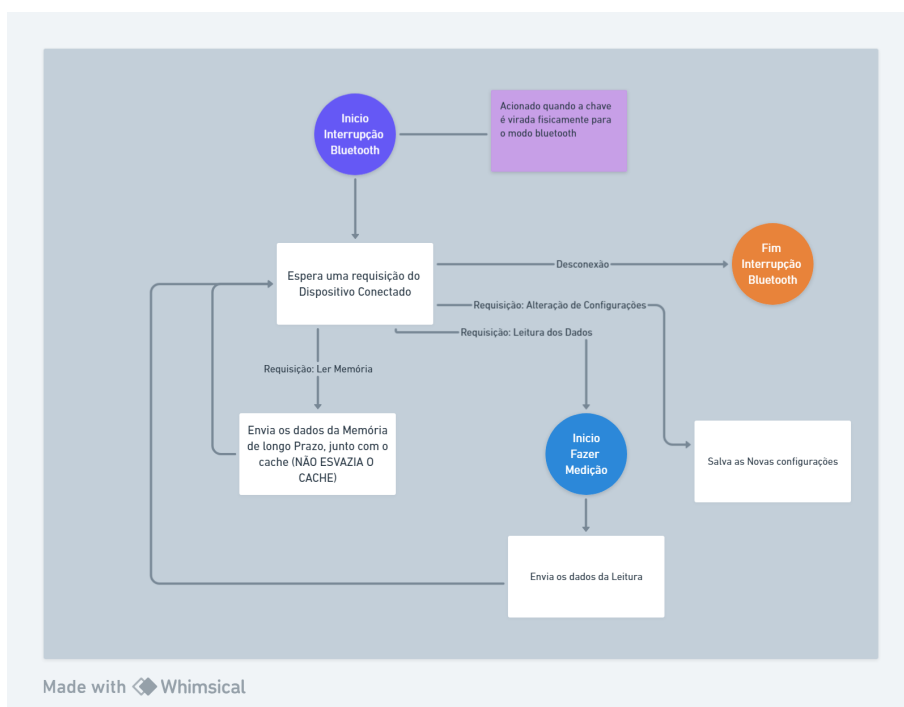 Inicio
Interrupção
Bluetooth
Acionado quando a chave
é virada fisicamente para
o modo bluetooth
Espera uma requisição do
Dispositivo Conectado
Desconexão
Fim
Interrupção
Bluetooth
Requisição: Alteração de Configurações
Requisição: Leitura dos Dados
Requisição: Ler Memória
Envia os dados da Memória
de longo Prazo, junto com o
cache (NÃO ESVAZIA O
CACHE)
Inicio
Fazer
Medição
Salva as Novas configurações
Envia os dados da Leitura
Made with Whimsical